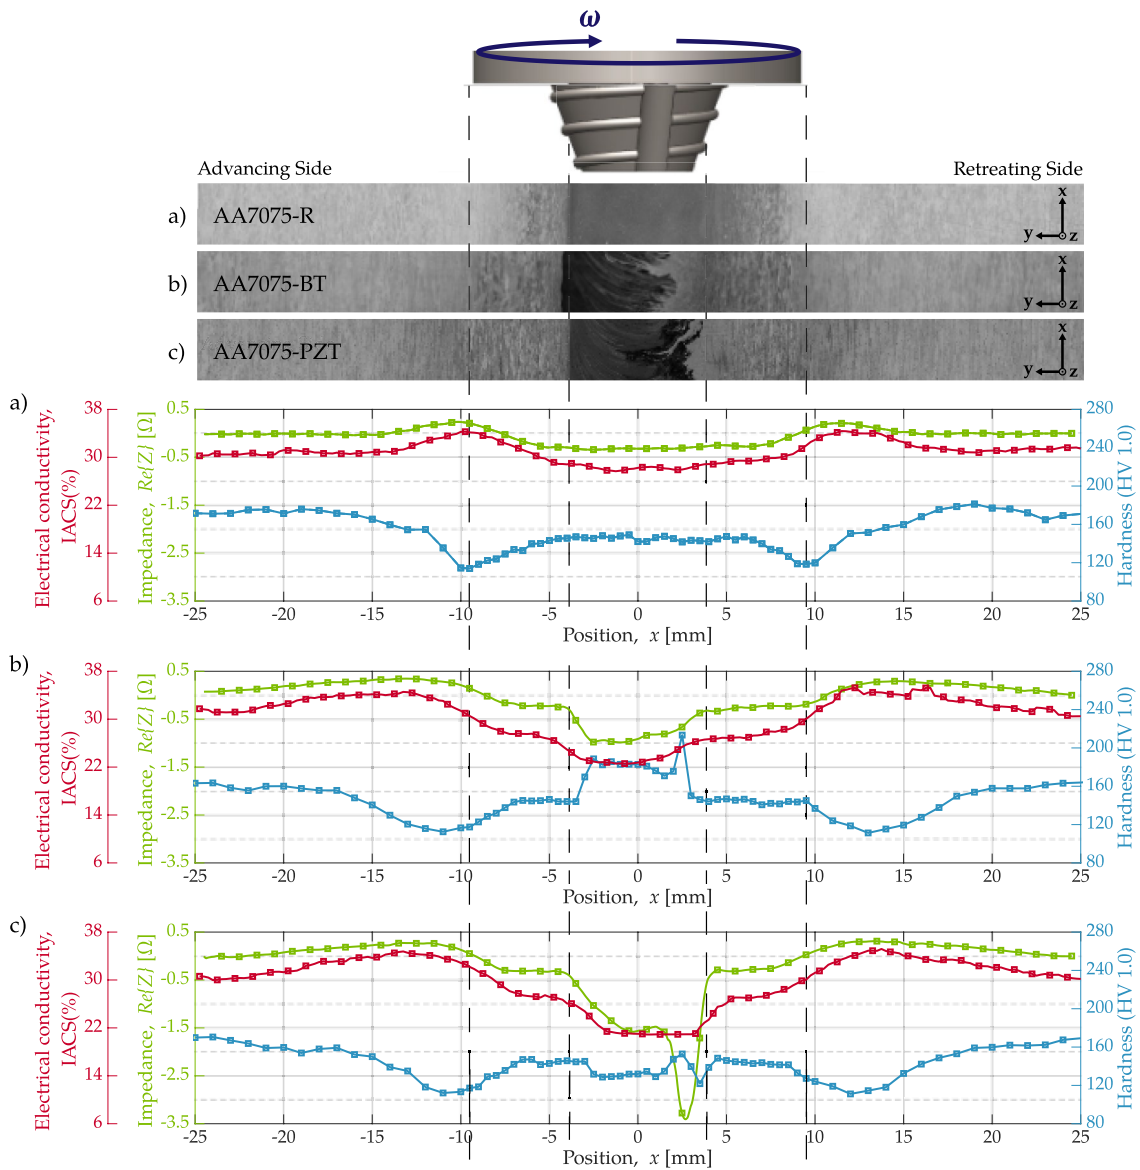 ω
Advancing Side
Retreating Side
a)
AA7075-R
x
y
z
b)
AA7075-BT
x
y
z
c)
AA7075-PZT
x
y
z
a)
Electrical conductivity,
IACS(%)
38
30
22
14
6
Impedance, Re{Z} [Ω]
0.5
-0.5
-1.5
-2.5
-3.5
280
240
200
160
120
80
Hardness (HV 1.0)
-25 -20 -15 -10 -5 0 5 10 15 20 25
Position, x [mm]
b)
Electrical conductivity,
IACS(%)
38
30
22
14
6
Impedance, Re{Z} [Ω]
0.5
-0.5
-1.5
-2.5
-3.5
280
240
200
160
120
80
Hardness (HV 1.0)
-25 -20 -15 -10 -5 0 5 10 15 20 25
Position, x [mm]
c)
Electrical conductivity,
IACS(%)
38
30
22
14
6
Impedance, Re{Z} [Ω]
0.5
-0.5
-1.5
-2.5
-3.5
280
240
200
160
120
80
Hardness (HV 1.0)
-25 -20 -15 -10 -5 0 5 10 15 20 25
Position, x [mm]